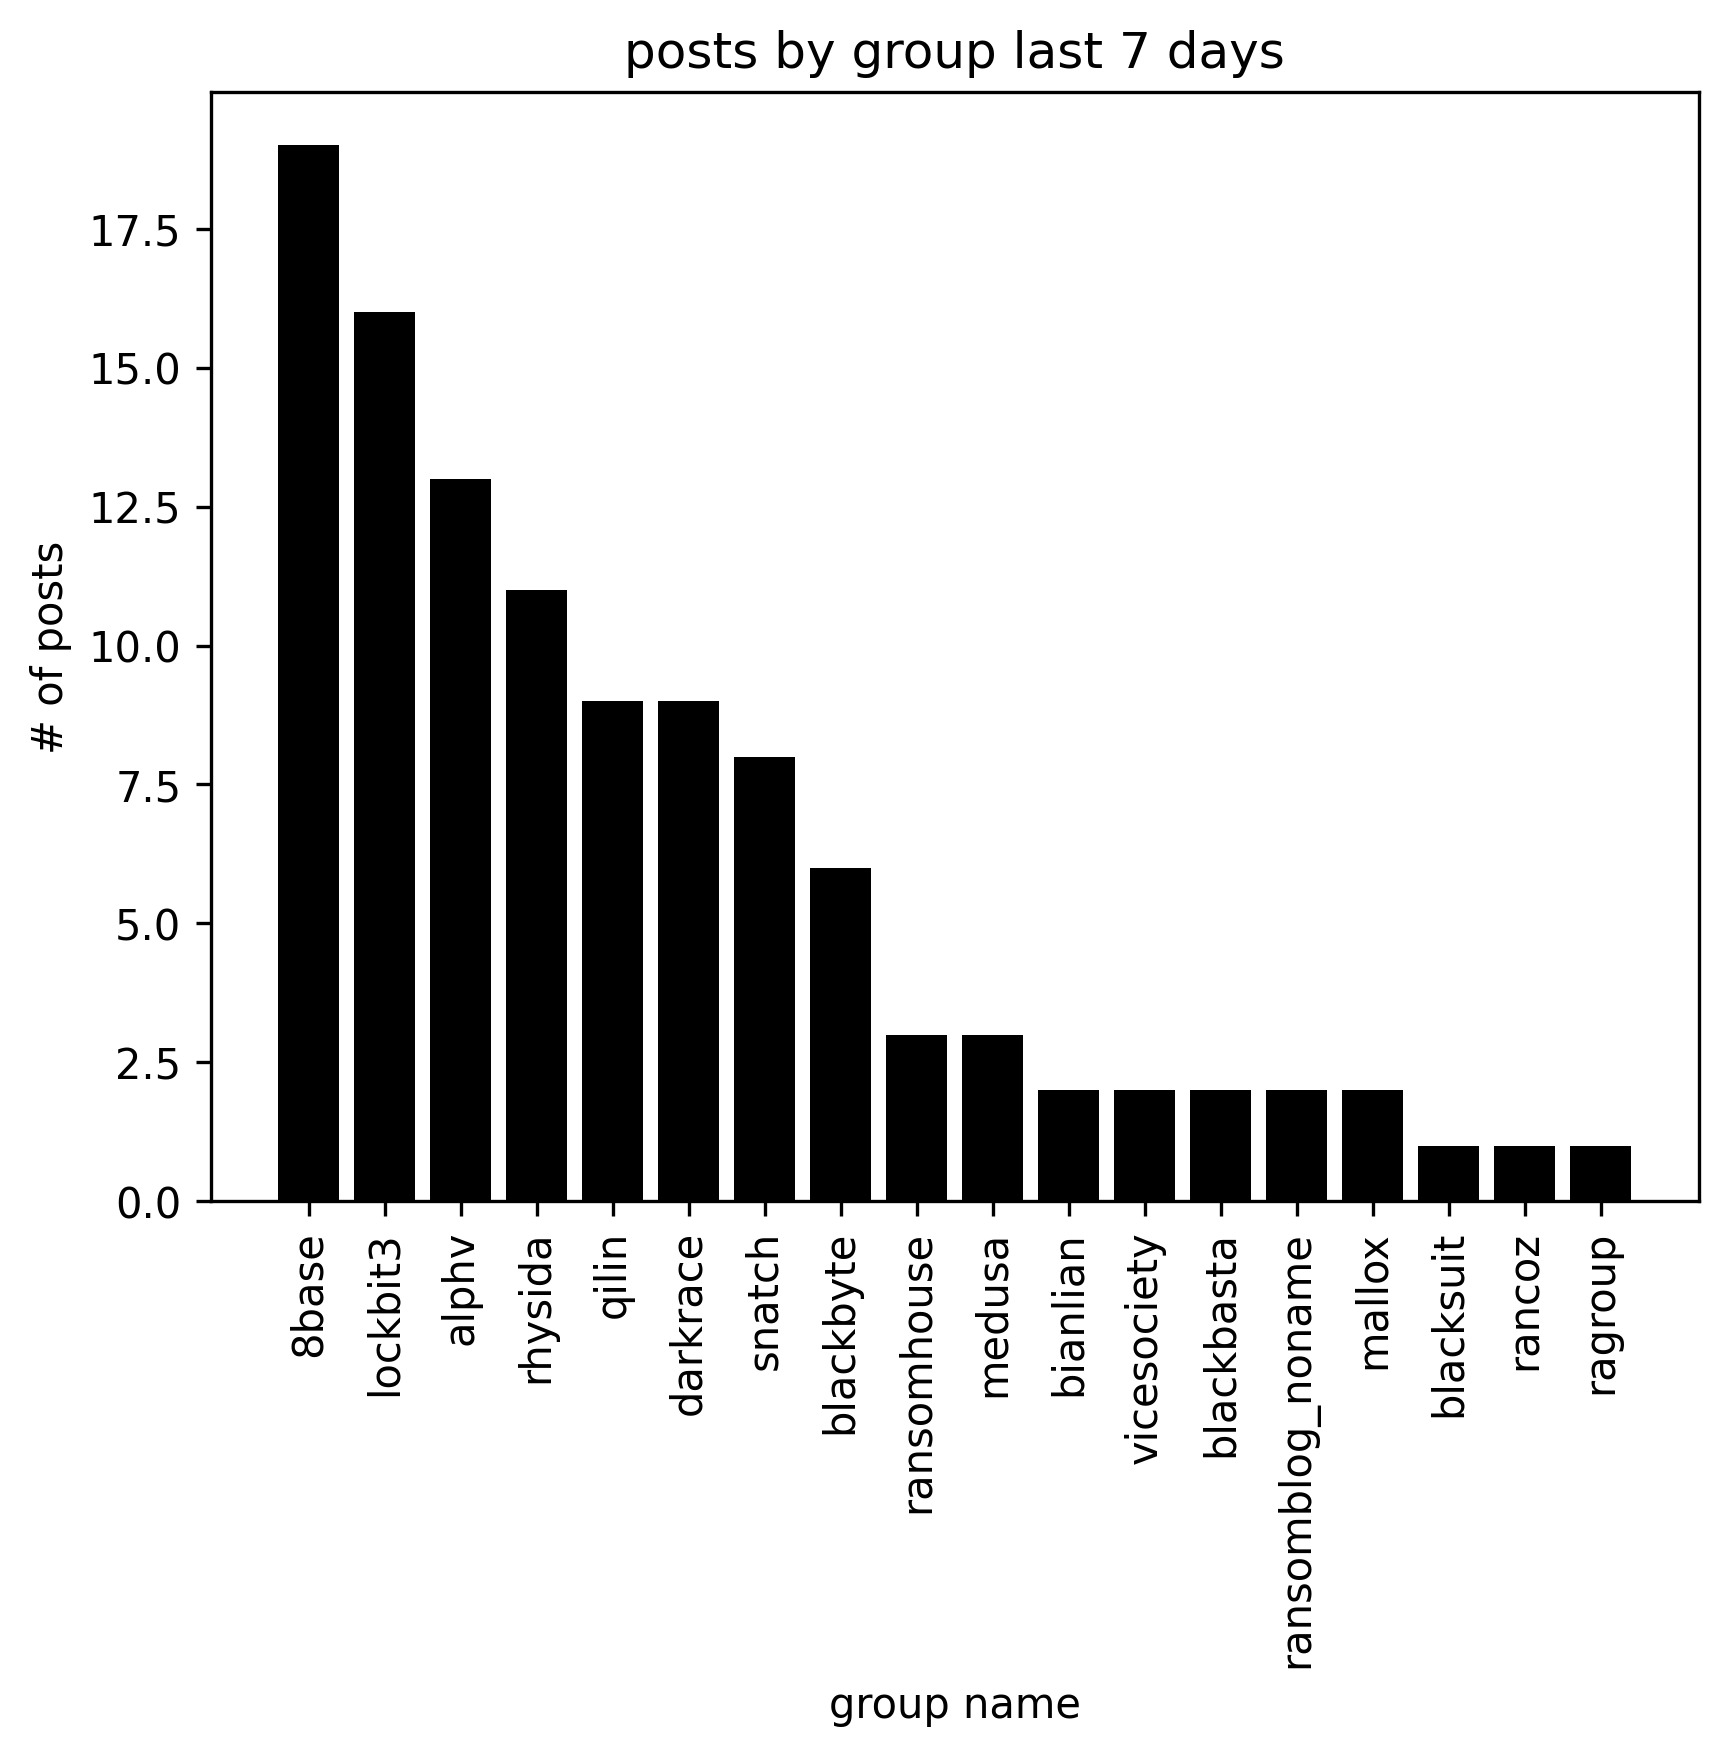 posts by group last 7 days
# of posts
17.5
15.0
12.5
10.0
7.5
5.0
2.5
0.0
8base
lockbit3
alphv
rhysida
qilin
darkrace
snatch
blackbyte
ransomhouse
medusa
bianlian
vicesociety
blackbasta
ransomblog_noname
mallox
blacksuit
rancoz
ragroup
group name